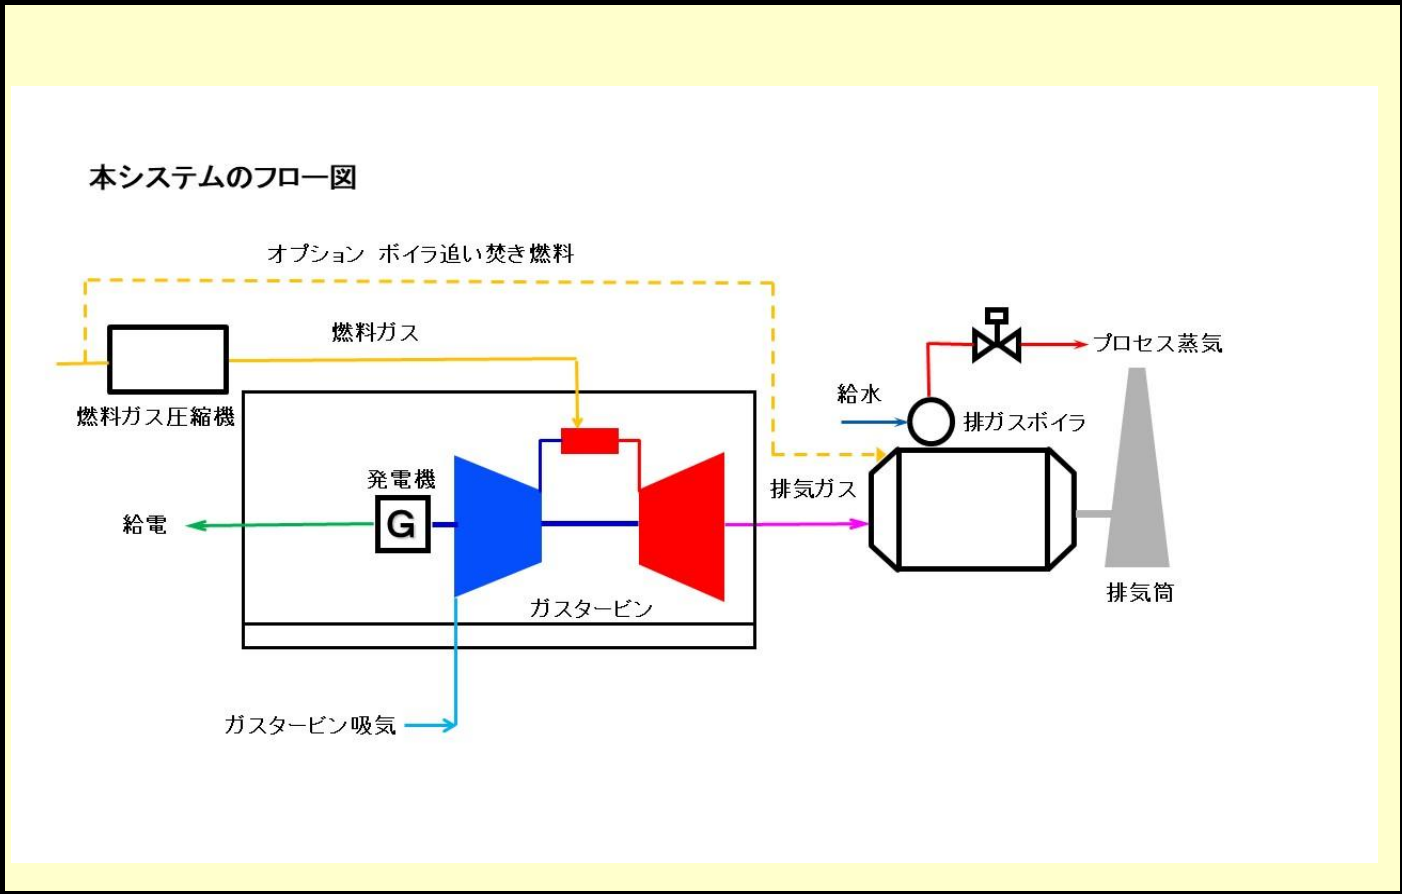 本システムのフロー図
オプション ボイラ追い焚き燃料
燃料ガス
プロセス蒸気
給水
燃料ガス圧縮機
排ガスボイラ
発電機
排気ガス
G
給電
排気筒
ガスタービン
ガスタービン吸気